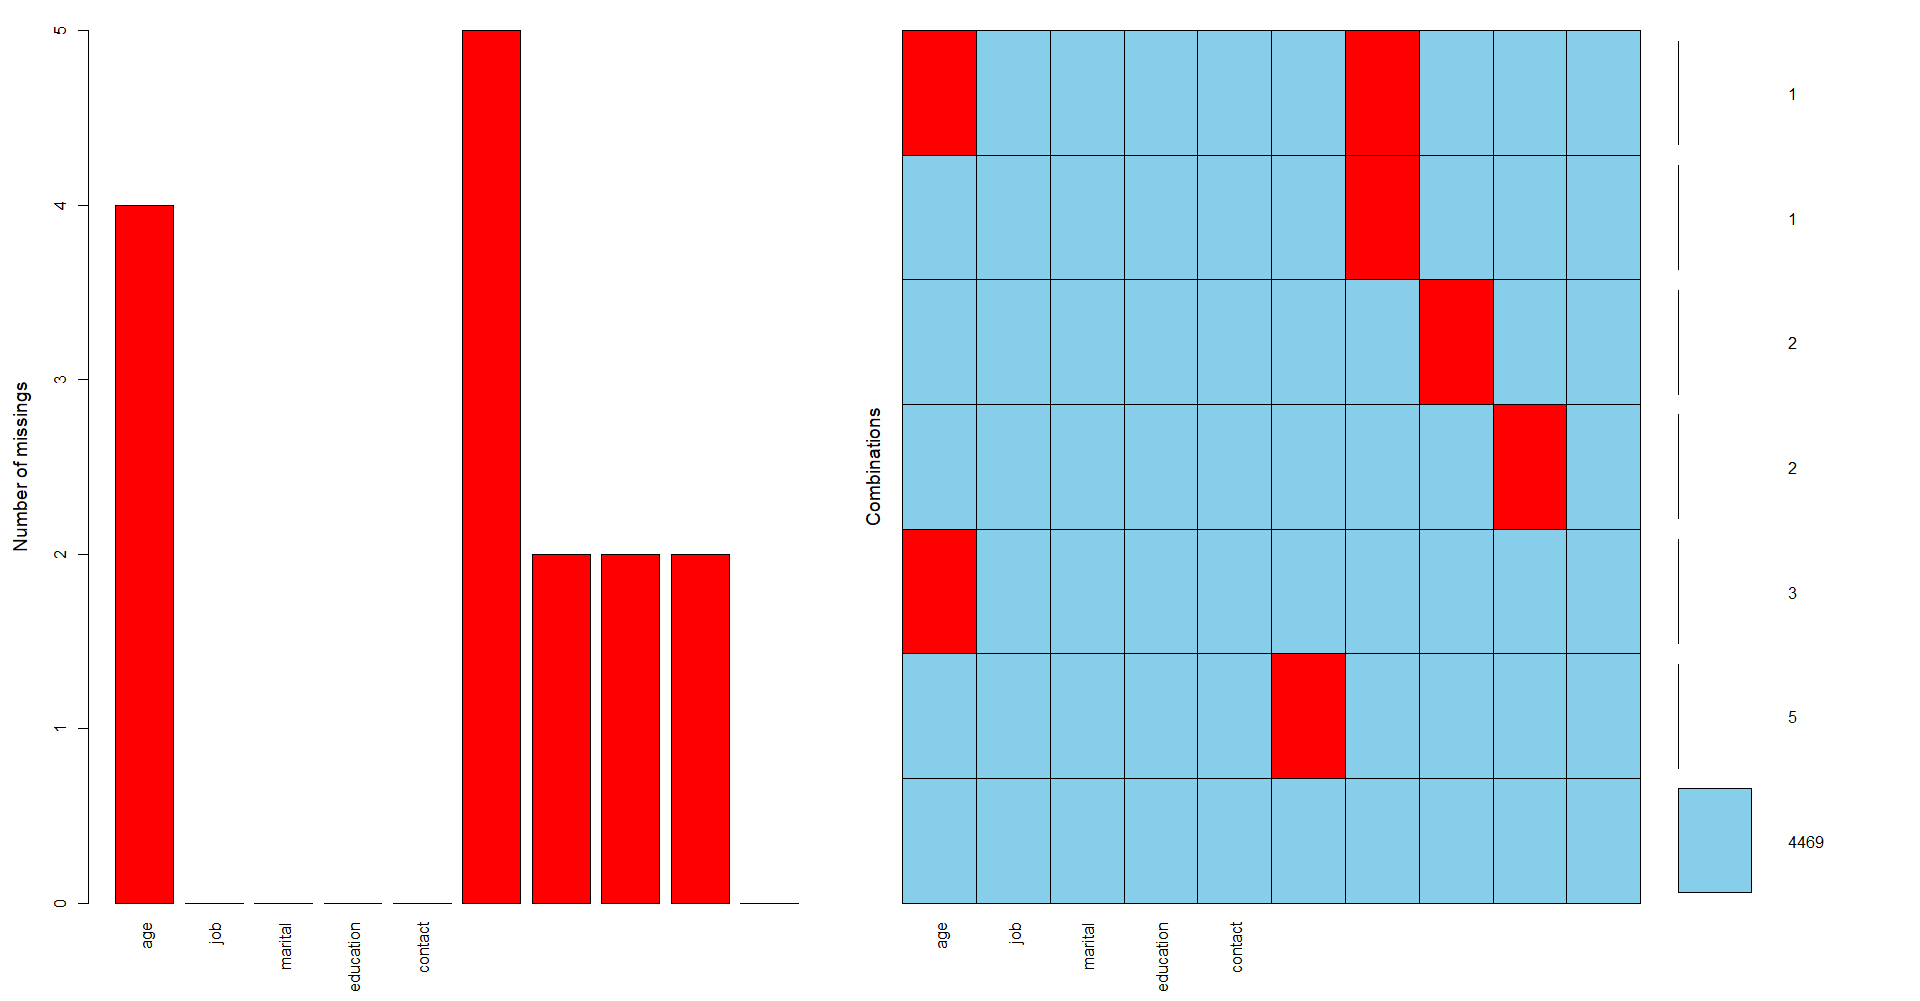 Number of missings
5
4
3
2
1
0
age
job
marital
education
contact
Combinations
age
job
marital
education
contact
1
1
2
2
3
5
4469